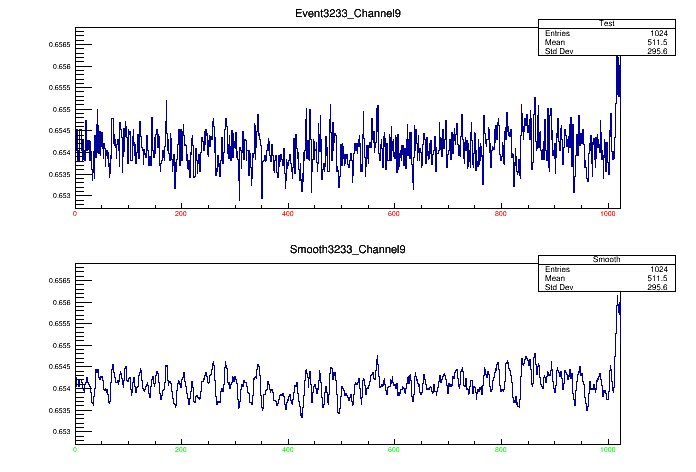 Event3233_Channel9
Test
Entries 1024
Mean 511.5
Std Dev 295.6
0.6565
0.656
0.6555
0.655
0.6545
0.654
0.6535
0.653
0 200 400 600 800 1000
Smooth3233_Channel9
Smooth
Entries 1024
Mean 511.5
Std Dev 295.6
0.6565
0.656
0.6555
0.655
0.6545
0.654
0.6535
0.653
0 200 400 600 800 1000